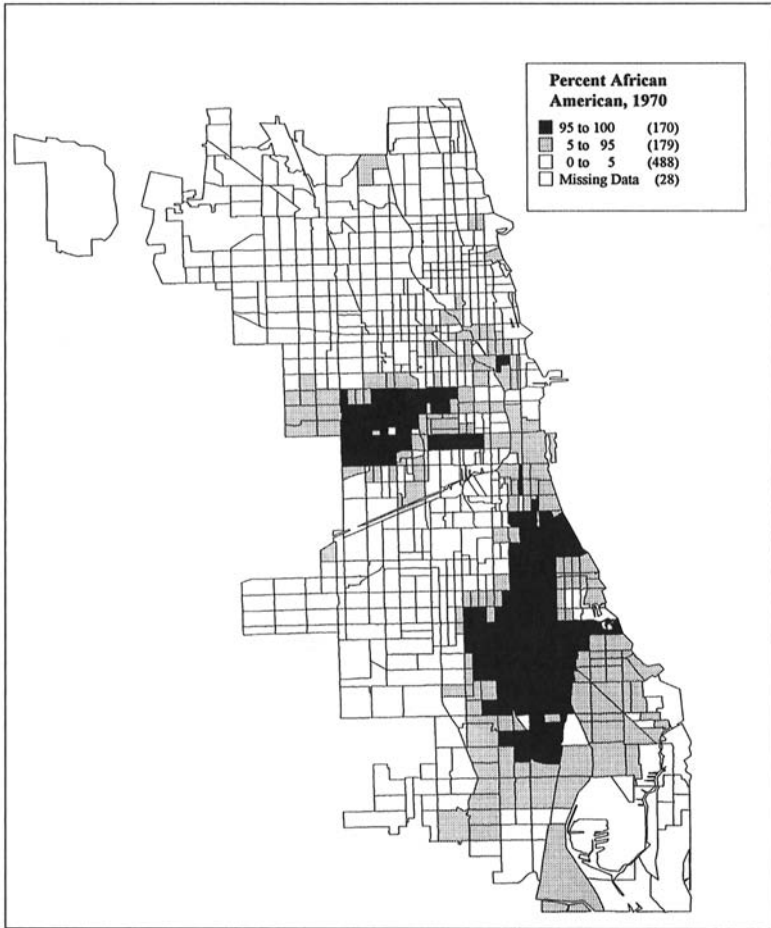 Percent African
American, 1970
95 to 100 (170)
5 to 95 (179)
0 to 5 (488)
Missing Data (28)